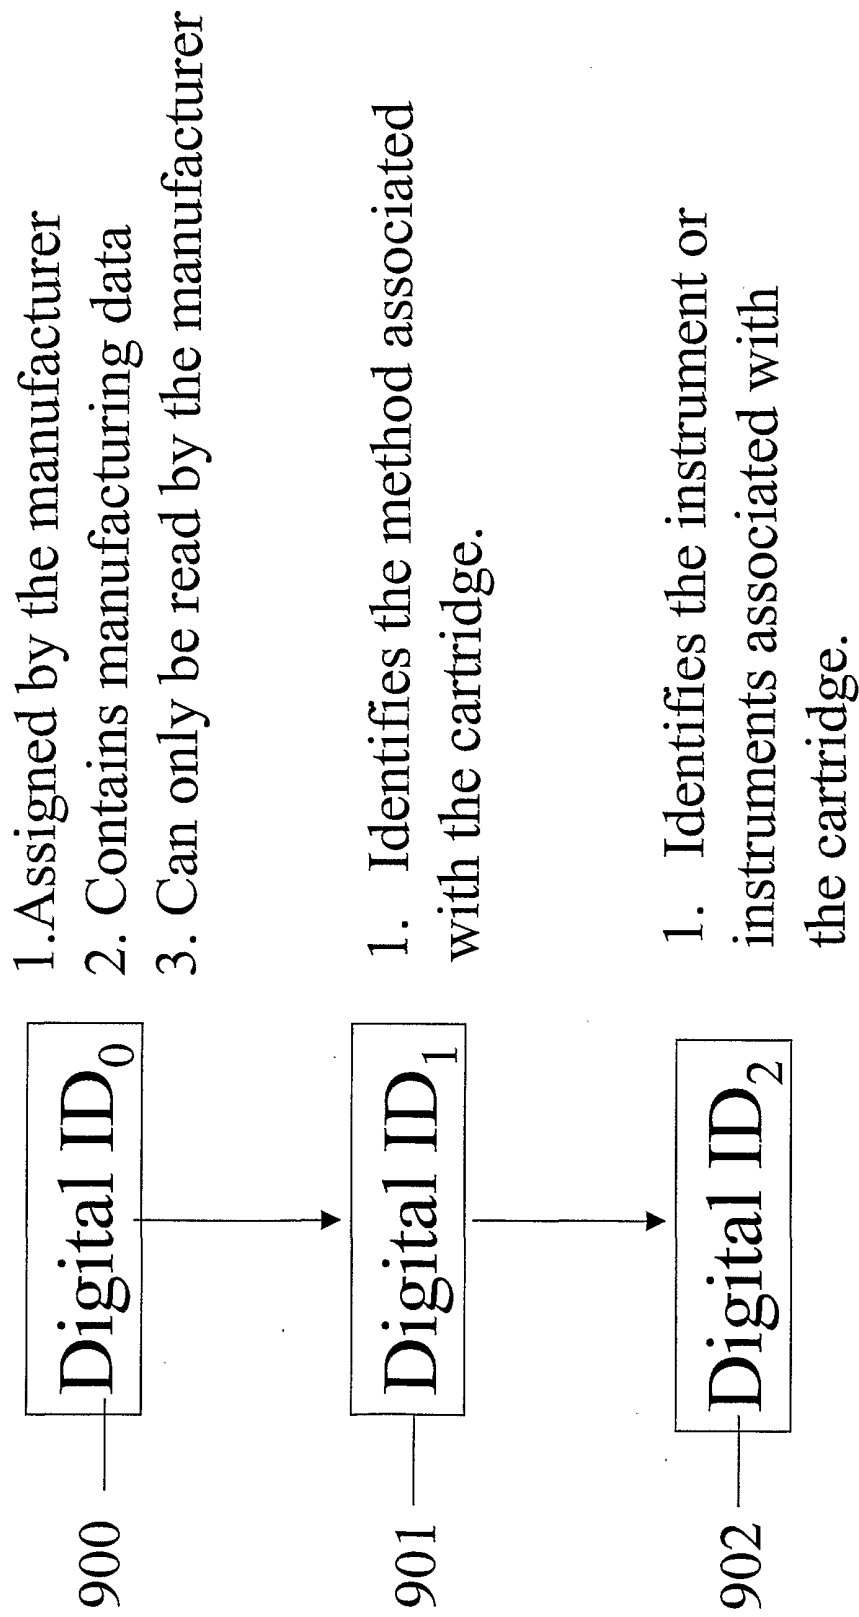 900
Digital ID0
1.Assigned by the manufacturer
2. Contains manufacturing data
3. Can only be read by the manufacturer
901
Digital ID1
1. Identifies the method associated
with the cartridge.
902
Digital ID2
1. Identifies the instrument or
instruments associated with
the cartridge.